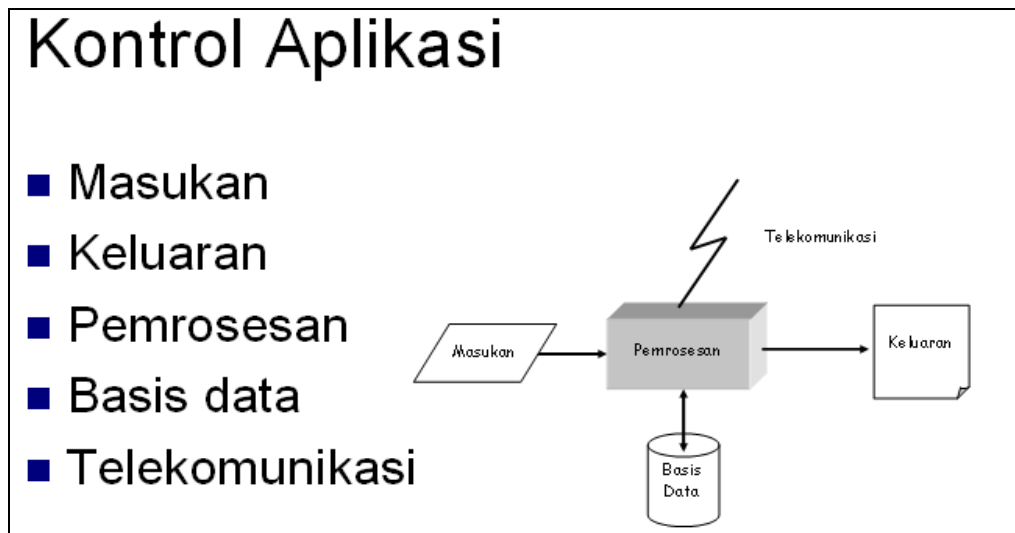 Kontrol Aplikasi
Masukan
Keluaran
Pemrosesan
Basis data
Telekomunikasi
Telekomunikasi
Masukan
Pemrosesan
Keluaran
Basis
Data